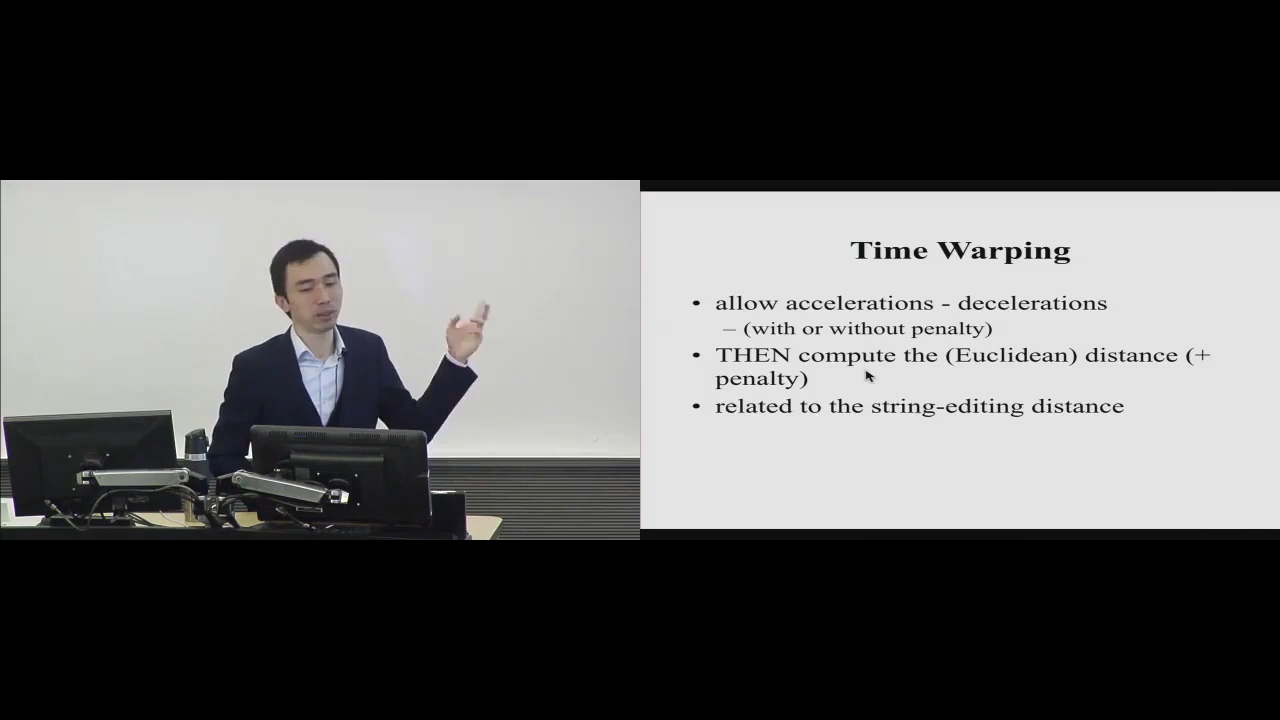 Time Warping
• allow accelerations - decelerations
– (with or without penalty)
• THEN compute the (Euclidean) distance (+
penalty)
• related to the string-editing distance